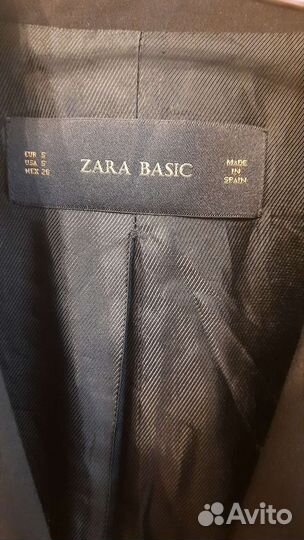 EUR S
USA S
MEX 26
ZARA BASIC
MADE
IN
SPAIN
Avito